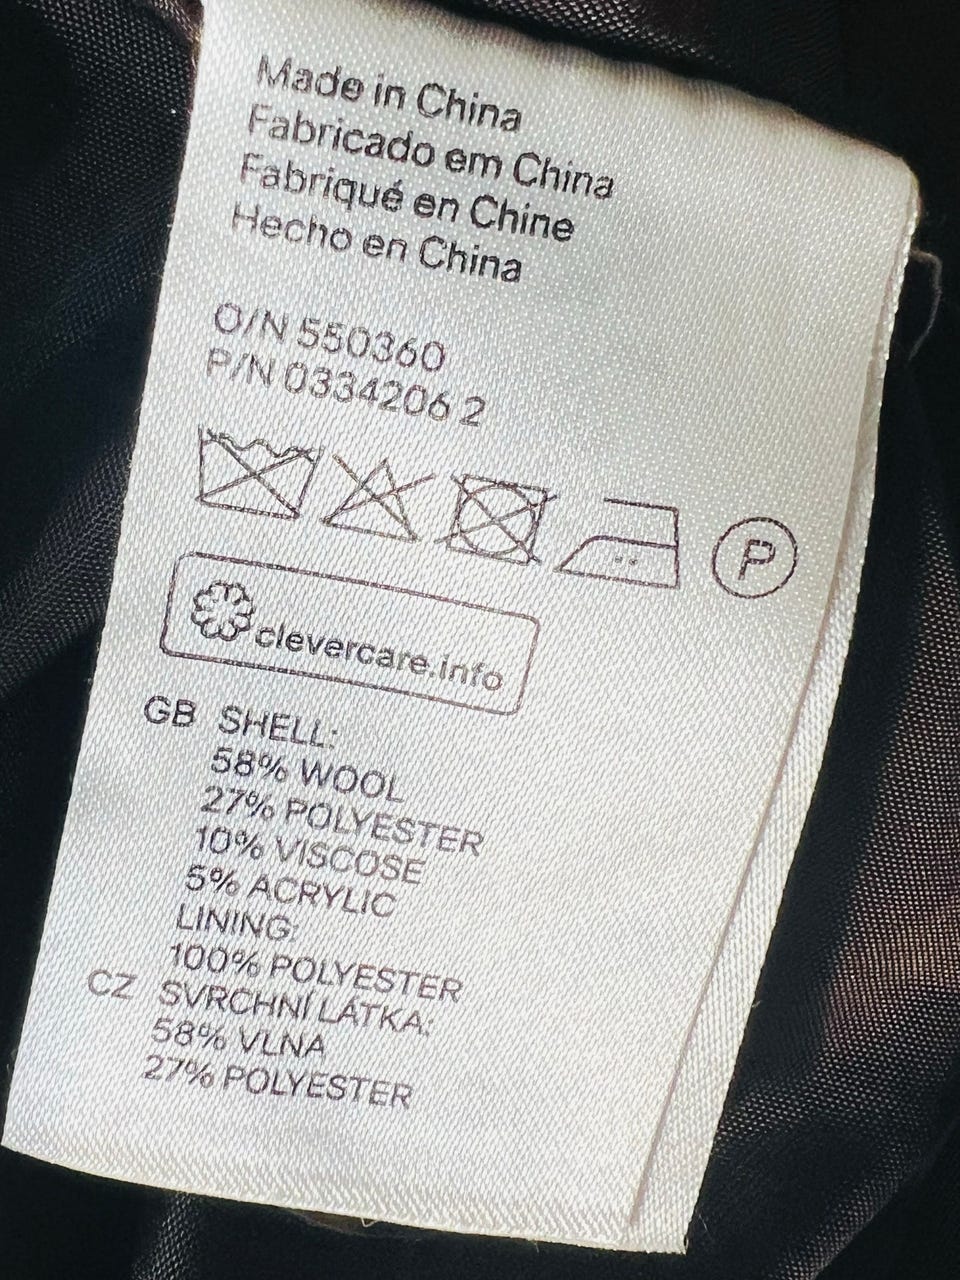 Made in China
Fabricado em China
Fabriqué en Chine
Hecho en China
O/N 550360
P/N 0334206 2
P
clevercare.info
GB SHELL:
58% WOOL
27% POLYESTER
10% VISCOSE
5% ACRYLIC
LINING:
100% POLYESTER
CZ SVRCHNÍ LÁTKA:
58% VLNA
27% POLYESTER